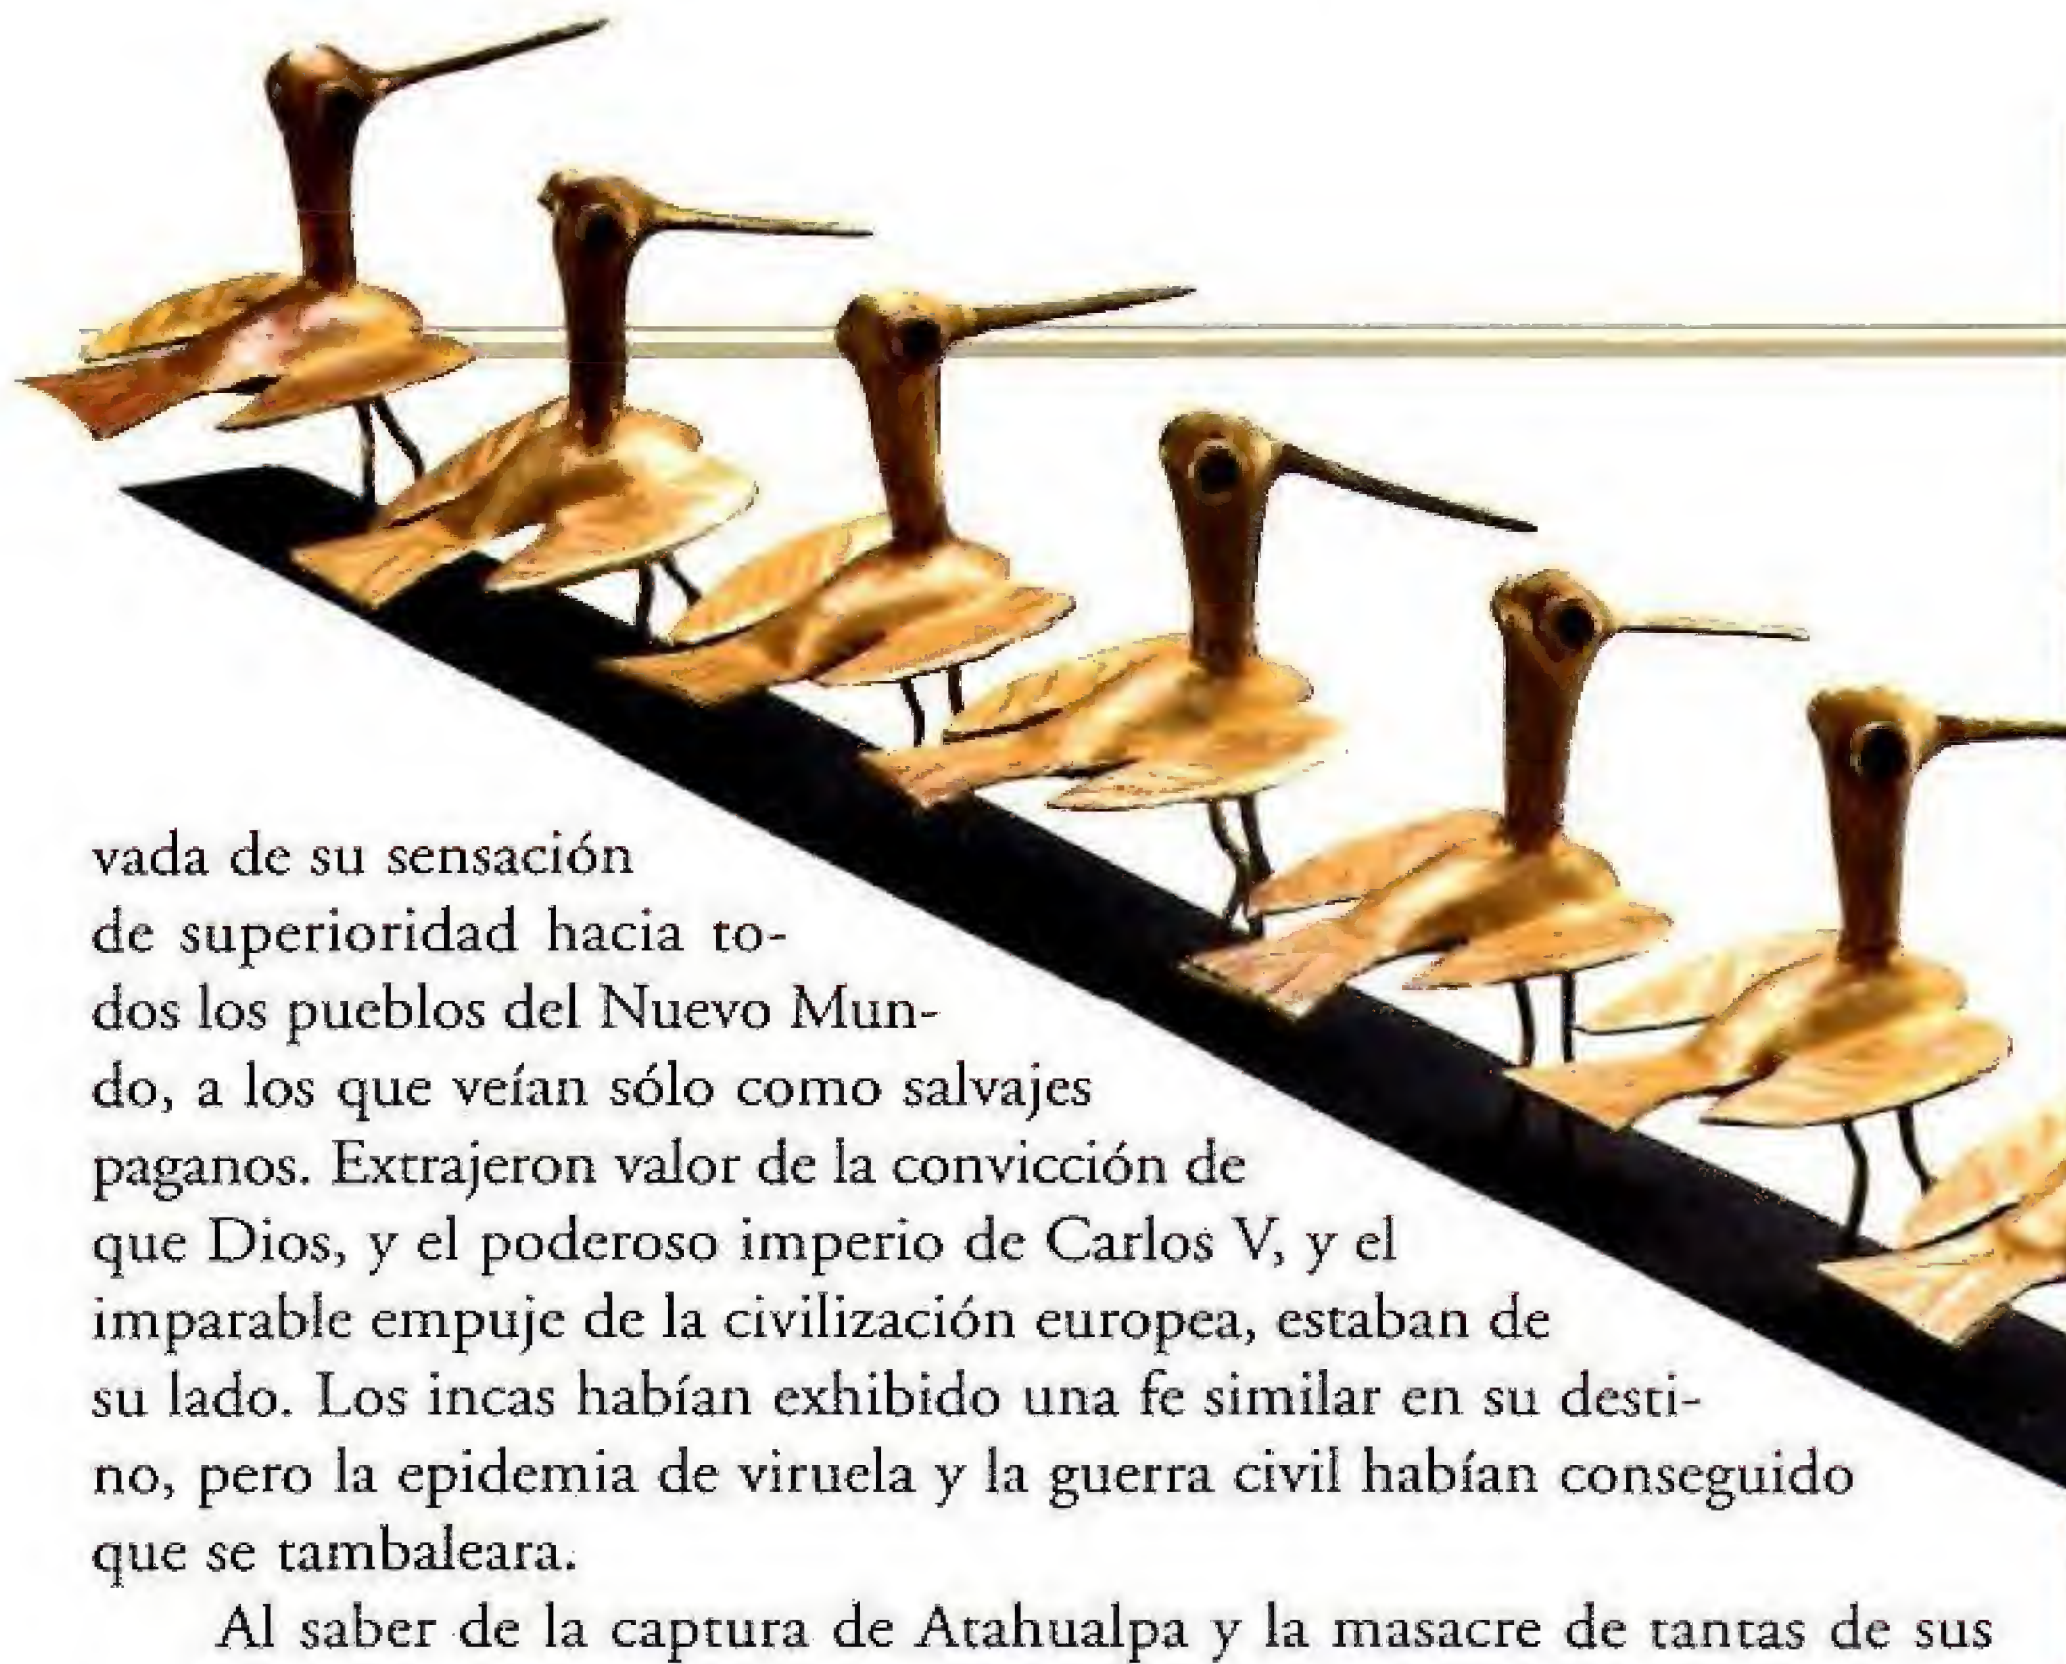 vada de su sensación
de superioridad hacia to-
dos los pueblos del Nuevo Mun-
do, a los que veían sólo como salvajes
paganos. Extrajeron valor de la convicción de
que Dios, y el poderoso imperio de Carlos V, y el
imparable empuje de la civilización europea, estaban de
su lado. Los incas habían exhibido una fe similar en su desti-
no, pero la epidemia de viruela y la guerra civil habían conseguido
que se tambaleara.
Al saber de la captura de Atahualpa y la masacre de tantas de sus